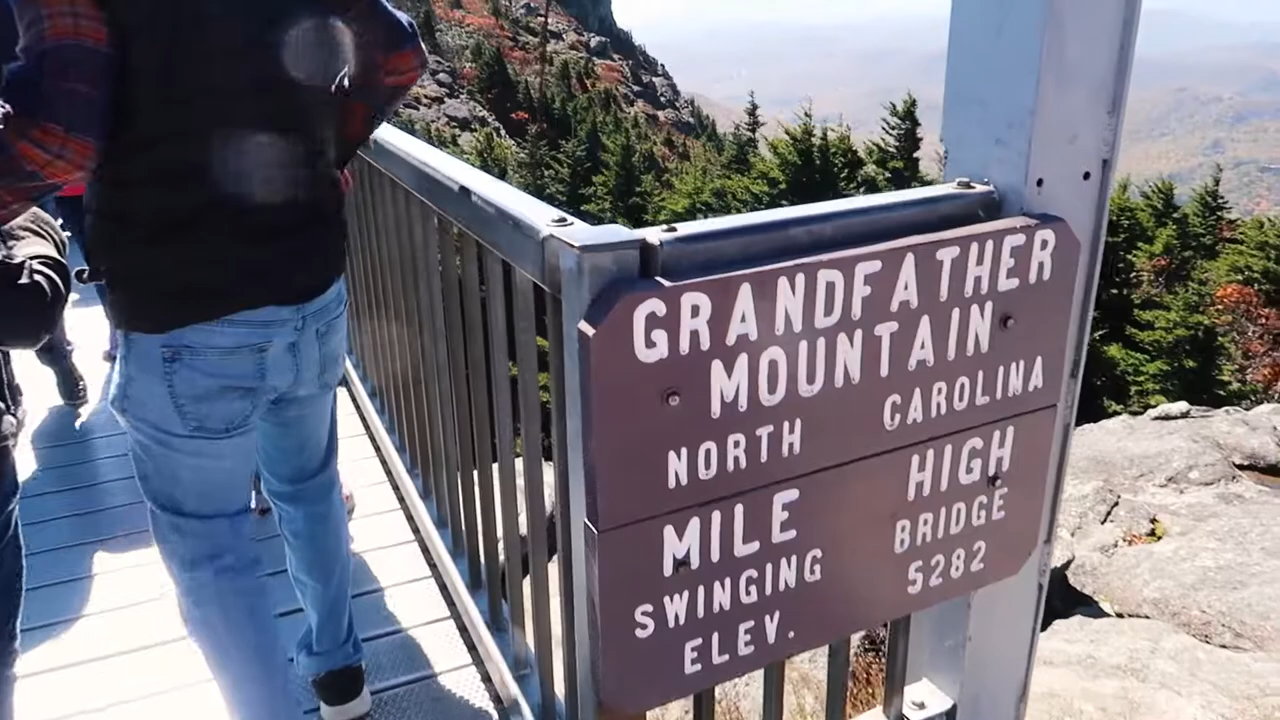 GRANDFATHER
MOUNTAIN
NORTH CAROLINA
MILE HIGH
SWINGING BRIDGE
ELEV. 5282